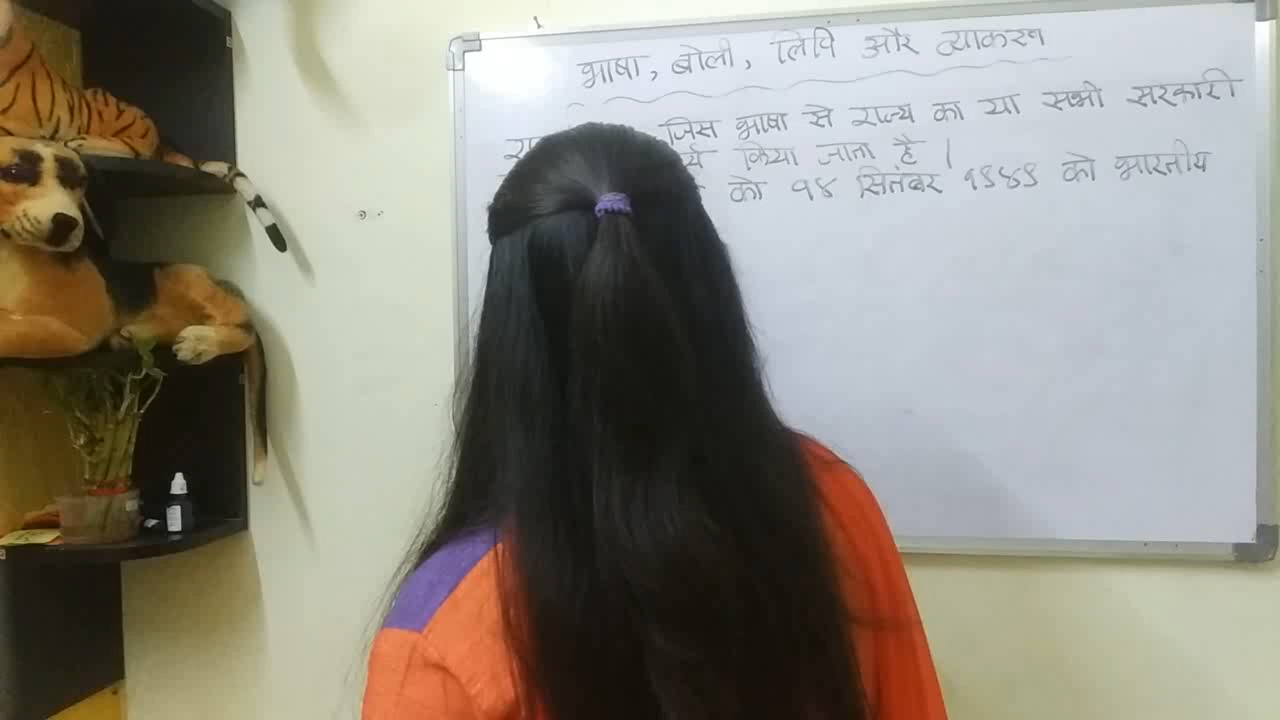 भाषा, बोली, लिपि और व्याकरण
जिस भाषा से राज्य का या सभी सरकारी
किया जाता है ।
को १४ सितंबर १९४९ को भारतीय